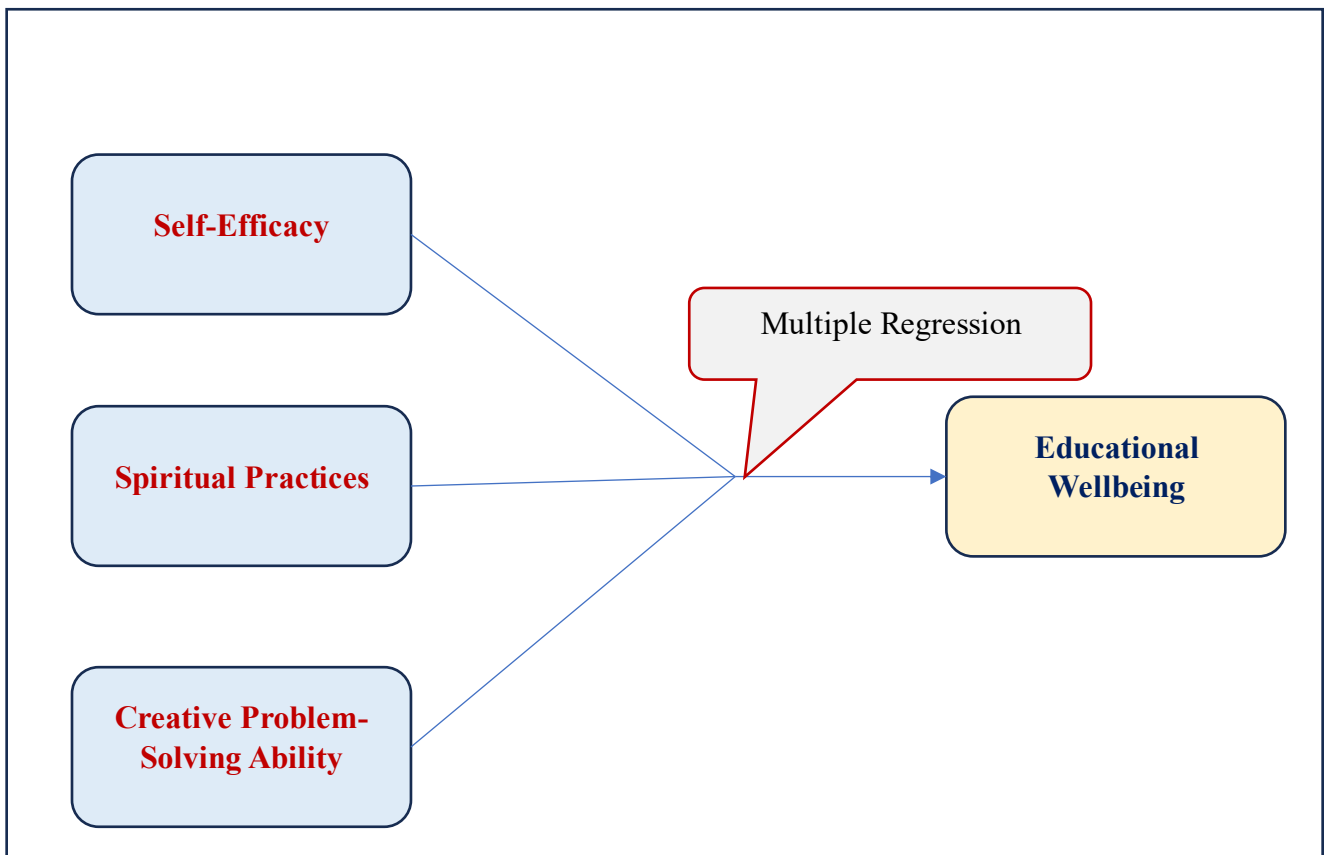 Self-Efficacy
Multiple Regression
Spiritual Practices
Educational
Wellbeing
Creative Problem-
Solving Ability